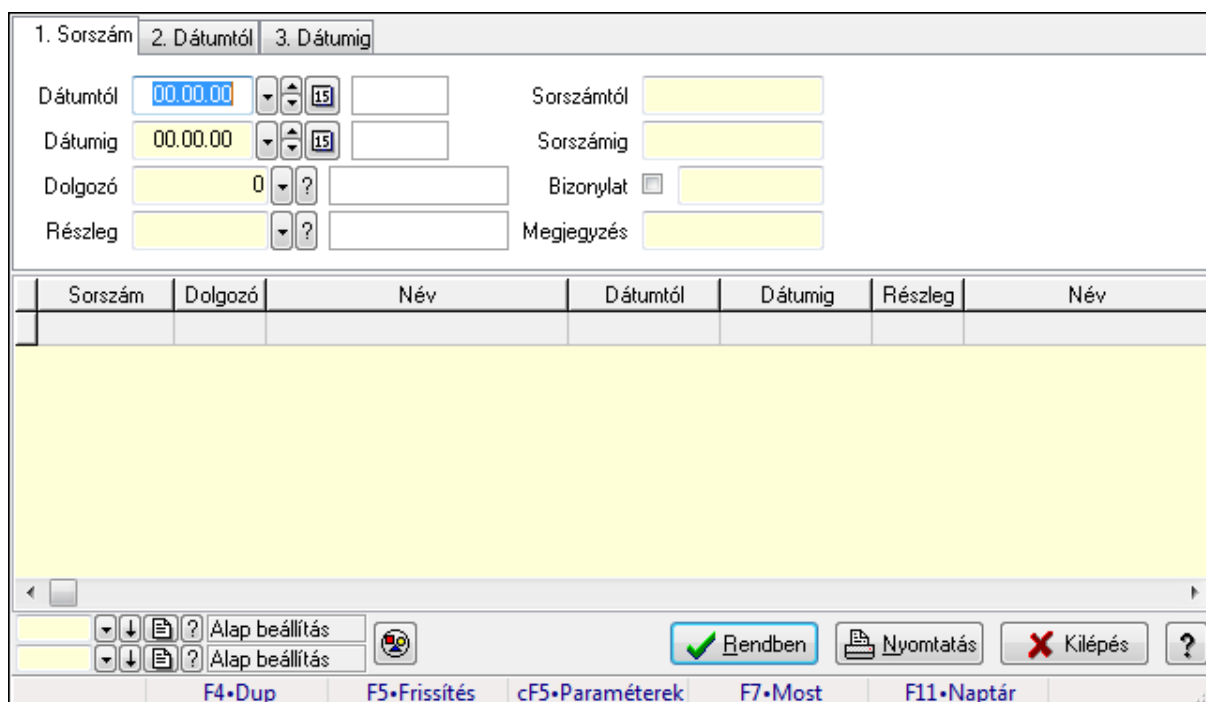 1. Sorszám 2. Dátumtól 3. Dátumig
Dátumtól 00.00.00 15 Sorszámtól
Dátumig 00.00.00 15 Sorszámig
Dolgozó 0 ? Bizonylat
Részleg ? Megjegyzés
Sorszám Dolgozó Név Dátumtól Dátumig Részleg Név
? Alap beállítás
? Alap beállítás
Rendben Nyomtatás Kilépés ?
F4•Dup F5•Frissítés cF5•Paraméterek F7•Most F11•Naptár